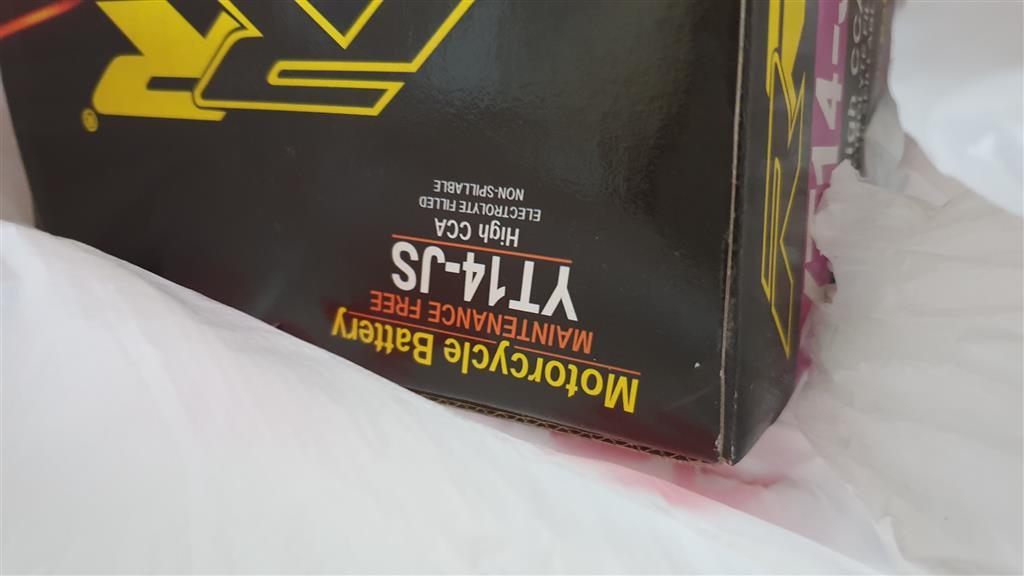 Motorcycle Battery
MAINTENANCE FREE
YT14-JS
High CCA
ELECTROLYTE FILLED
NON-SPILLABLE
R
®